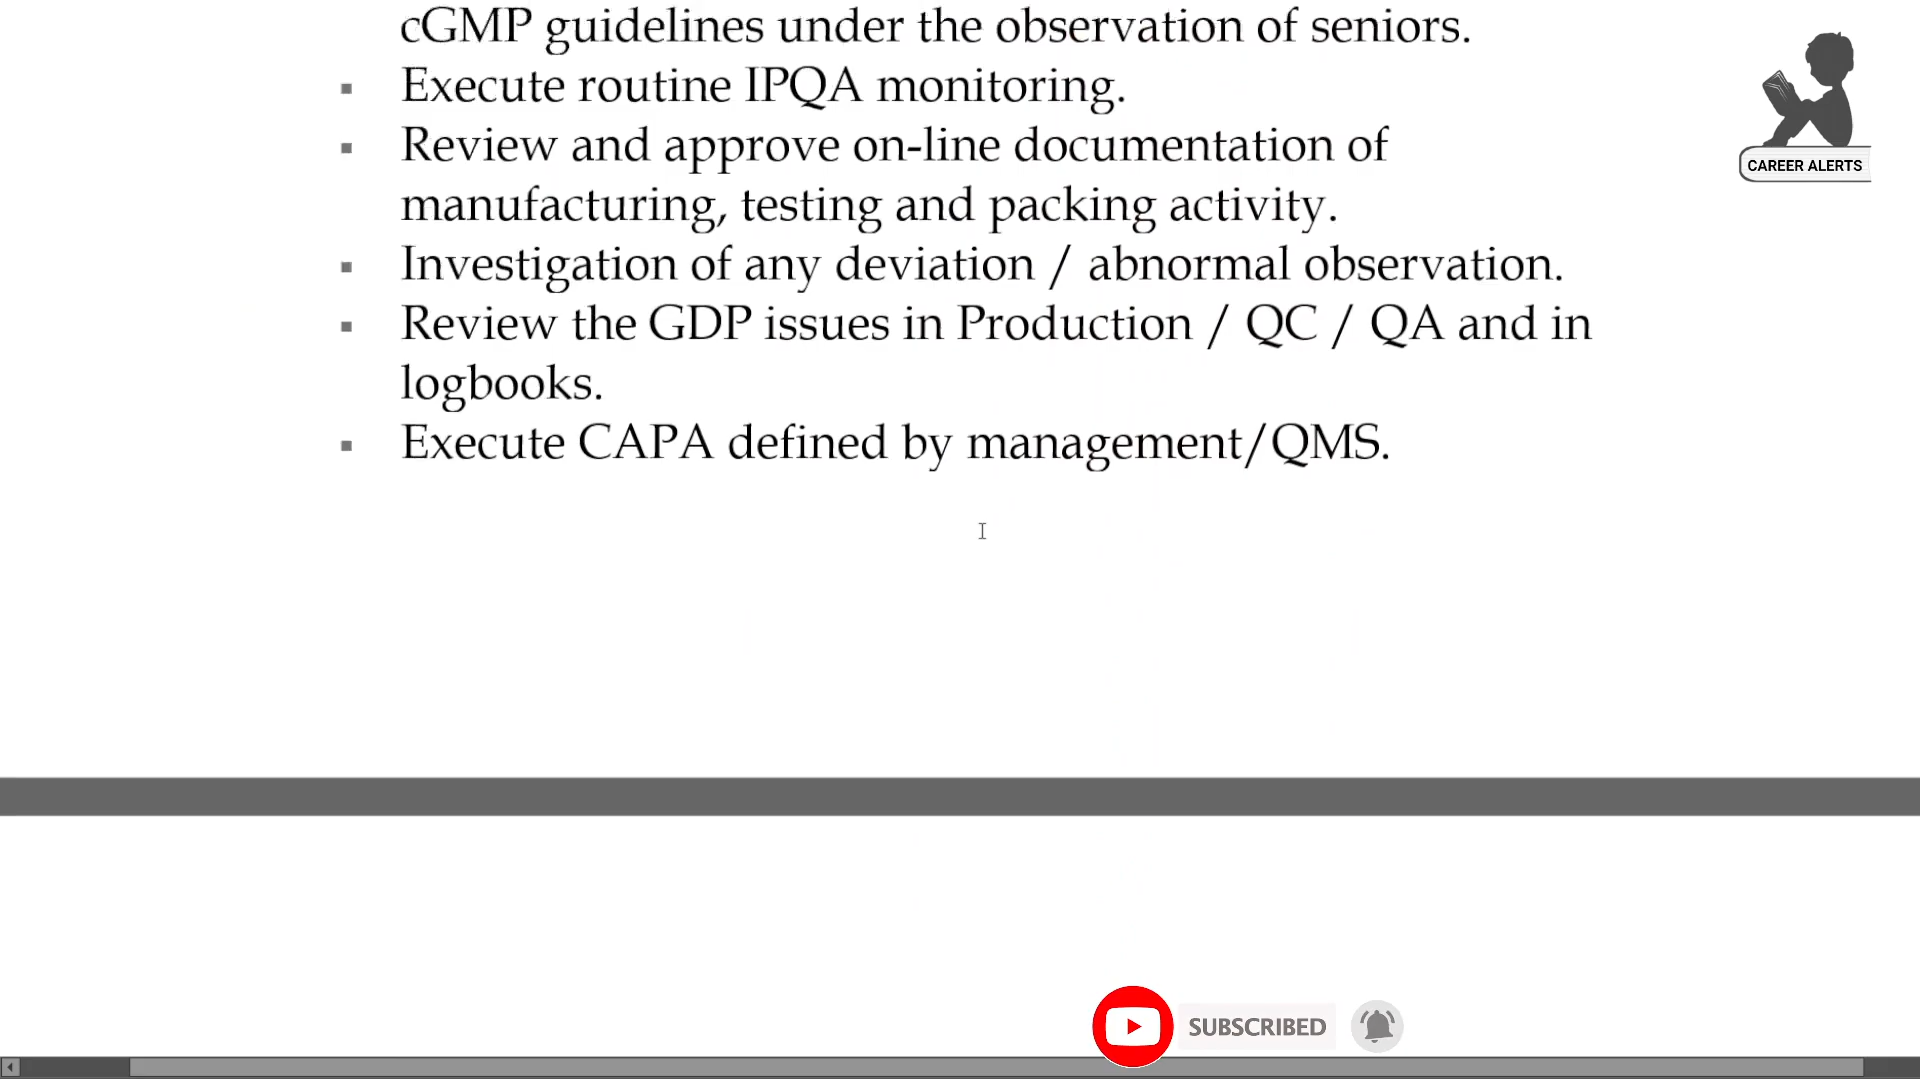 cGMP guidelines under the observation of seniors.
▪ Execute routine IPQA monitoring.
▪ Review and approve on-line documentation of
manufacturing, testing and packing activity.
▪ Investigation of any deviation / abnormal observation.
▪ Review the GDP issues in Production / QC / QA and in
logbooks.
▪ Execute CAPA defined by management/QMS.
CAREER ALERTS
SUBSCRIBED